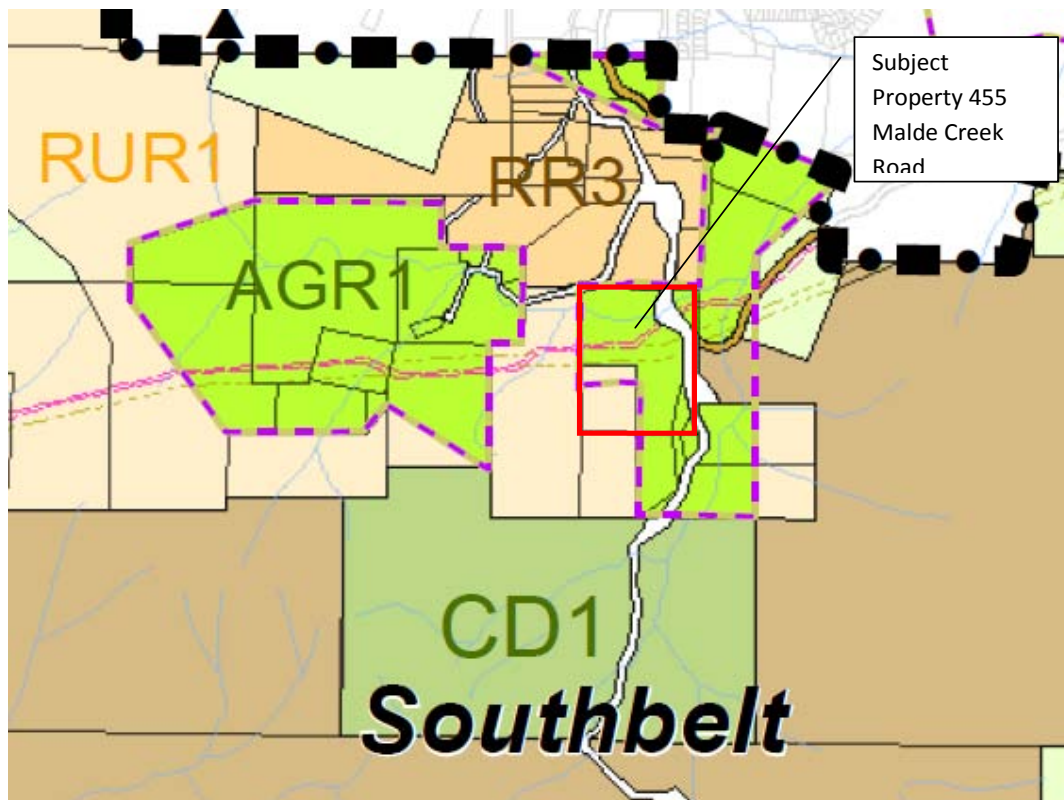 Subject
Property 455
Malde Creek
Road
RUR1
RR3
AGR1
CD1
Southbelt